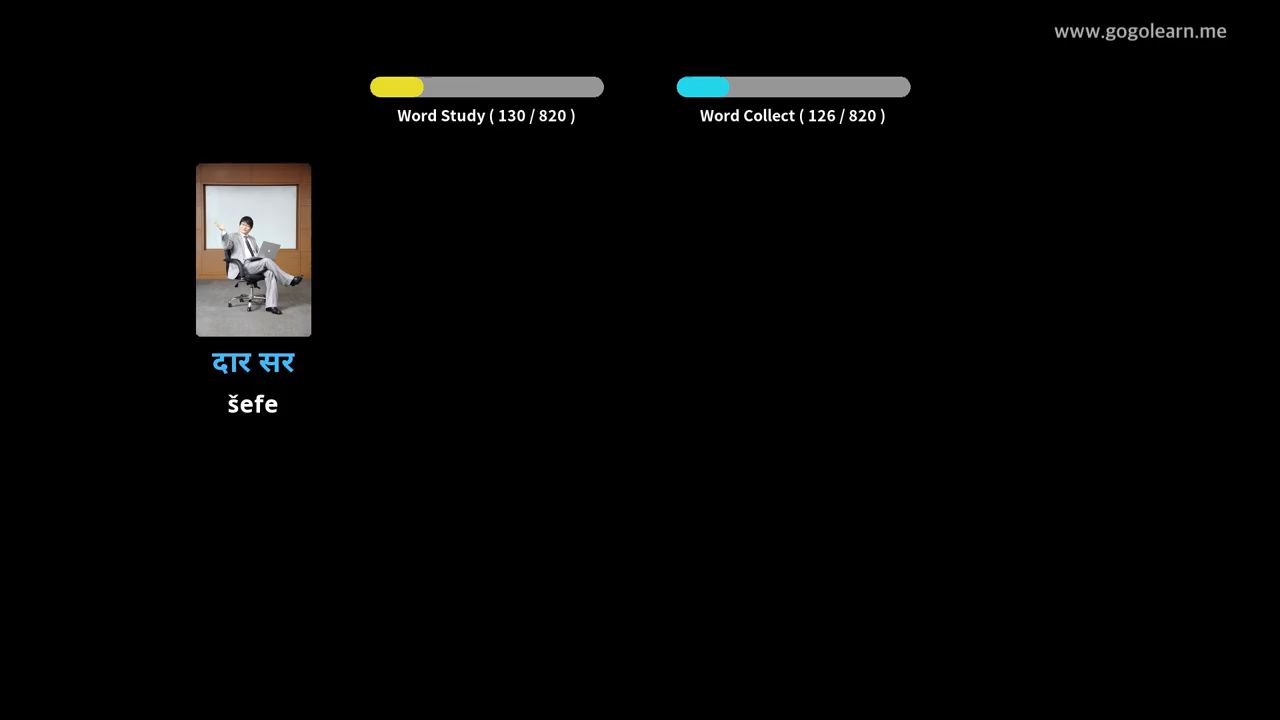 www.gogolearn.me
Word Study ( 130 / 820 )
Word Collect ( 126 / 820 )
दार सर
šefe